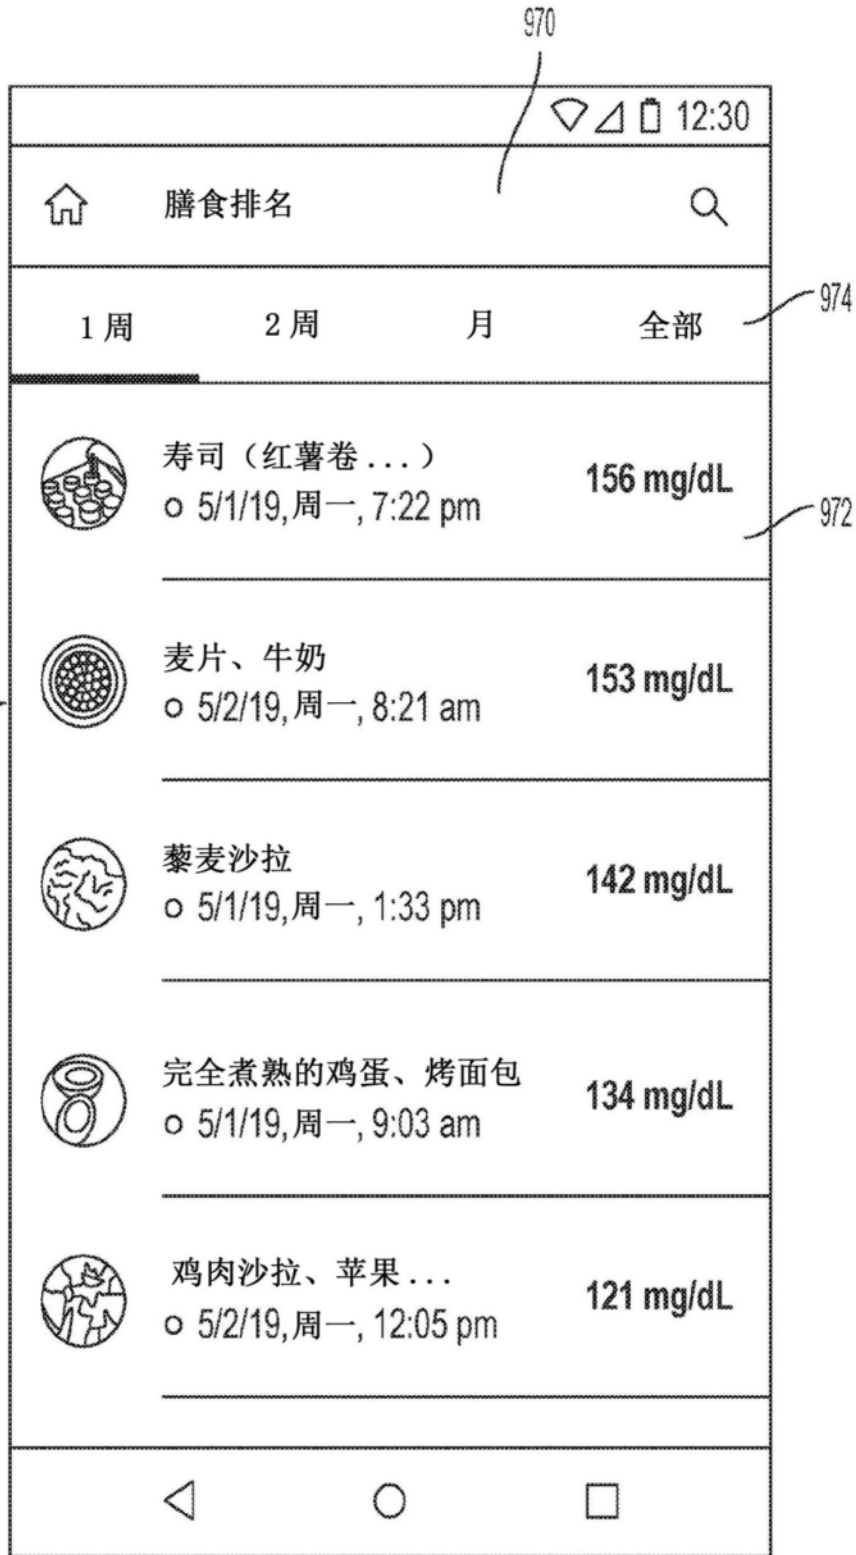 970
12:30
膳食排名
974
1 周 2 周 月 全部
寿司（红薯卷...）
156 mg/dL
5/1/19,周一, 7:22 pm
972
麦片、牛奶
153 mg/dL
5/2/19,周一, 8:21 am
藜麦沙拉
142 mg/dL
5/1/19,周一, 1:33 pm
完全煮熟的鸡蛋、烤面包
134 mg/dL
5/1/19,周一, 9:03 am
鸡肉沙拉、苹果...
121 mg/dL
5/2/19,周一, 12:05 pm